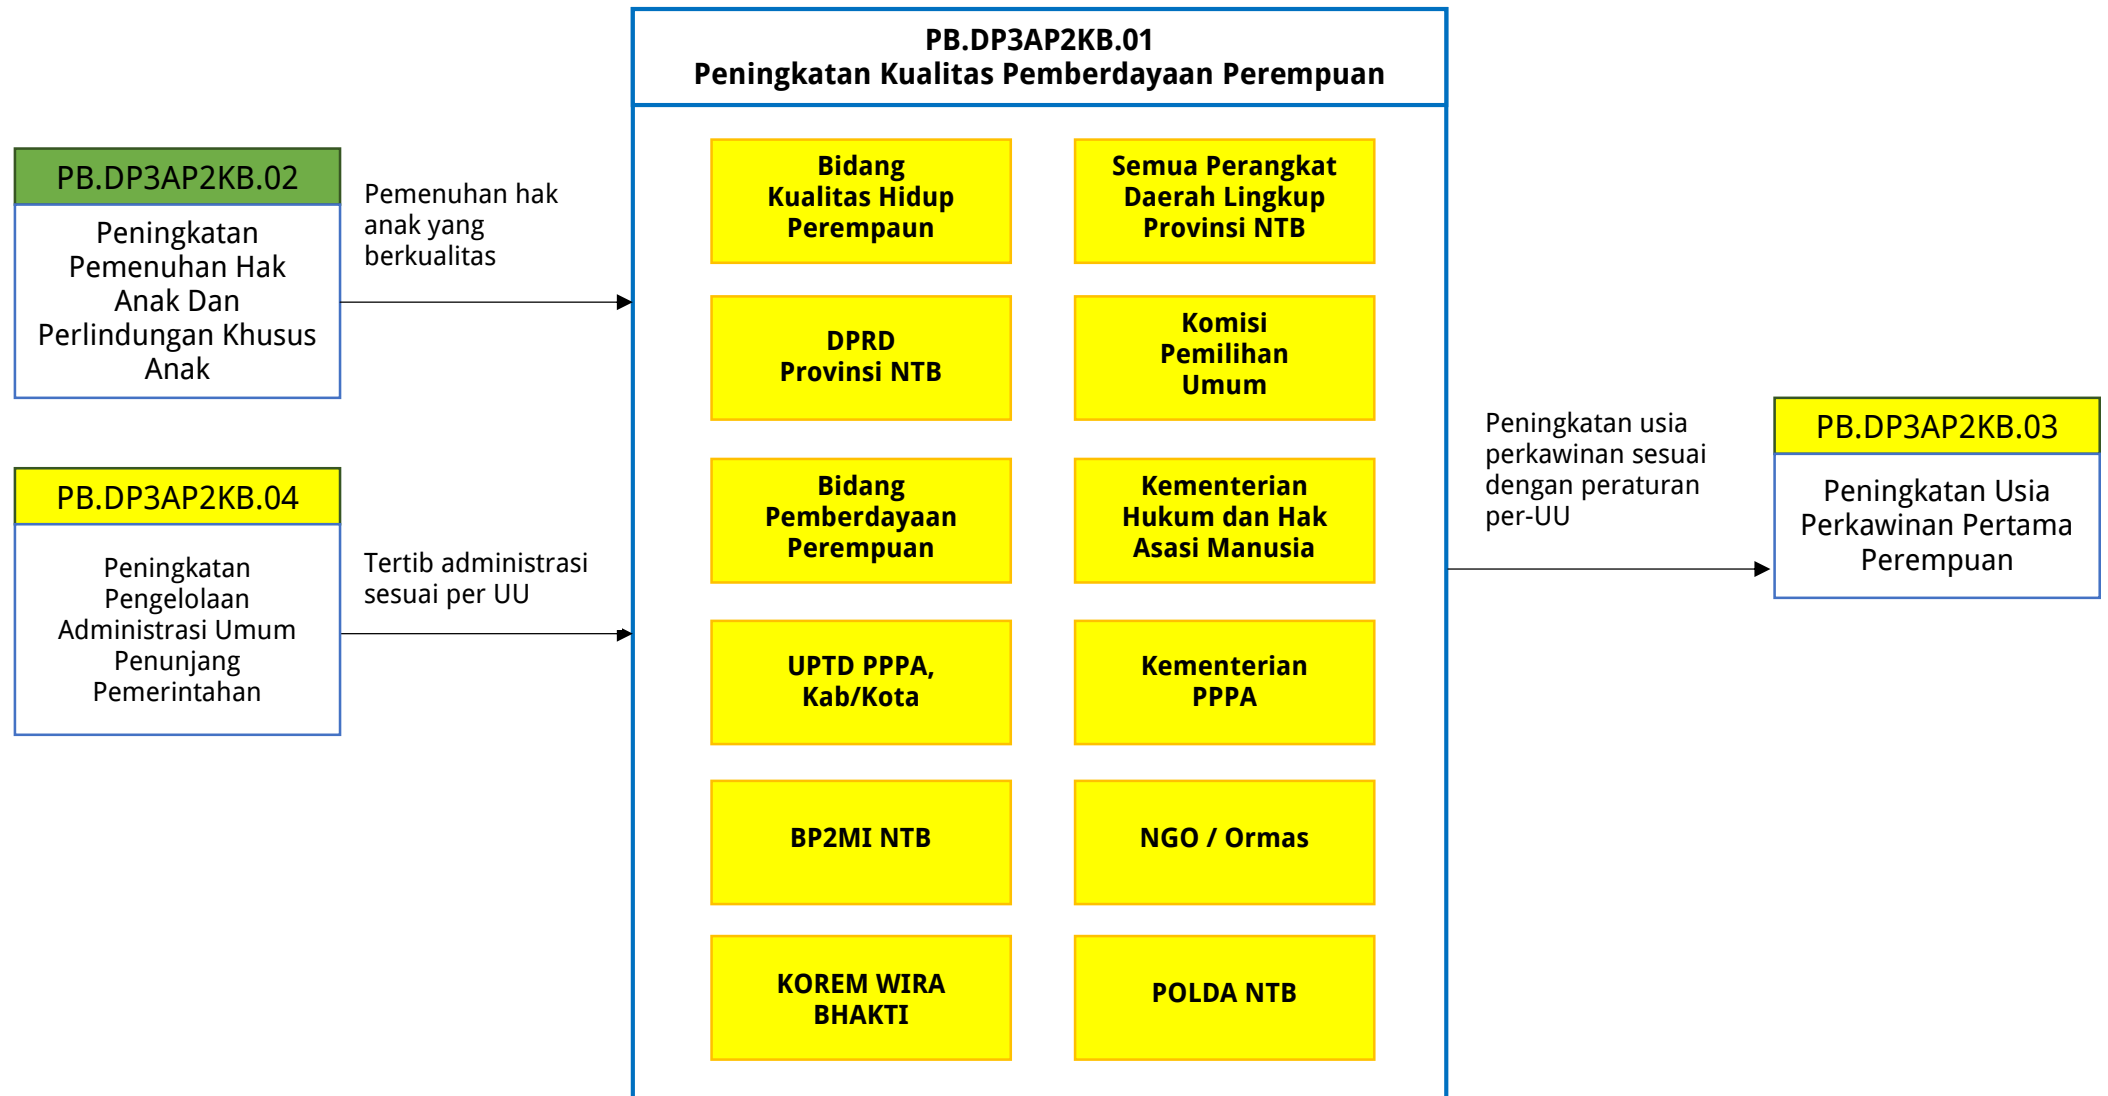 PB.DP3AP2KB.01
Peningkatan Kualitas Pemberdayaan Perempuan
PB.DP3AP2KB.02
Peningkatan
Pemenuhan Hak
Anak Dan
Perlindungan Khusus
Anak
Pemenuhan hak
anak yang
berkualitas
PB.DP3AP2KB.04
Peningkatan
Pengelolaan
Administrasi Umum
Penunjang
Pemerintahan
Tertib administrasi
sesuai per UU
Bidang
Kualitas Hidup
Perempaun
Semua Perangkat
Daerah Lingkup
Provinsi NTB
DPRD
Provinsi NTB
Komisi
Pemilihan
Umum
Bidang
Pemberdayaan
Perempuan
Kementerian
Hukum dan Hak
Asasi Manusia
UPTD PPPA,
Kab/Kota
Kementerian
PPPA
BP2MI NTB
NGO / Ormas
KOREM WIRA
BHAKTI
POLDA NTB
Peningkatan usia
perkawinan sesuai
dengan peraturan
per-UU
PB.DP3AP2KB.03
Peningkatan Usia
Perkawinan Pertama
Perempuan